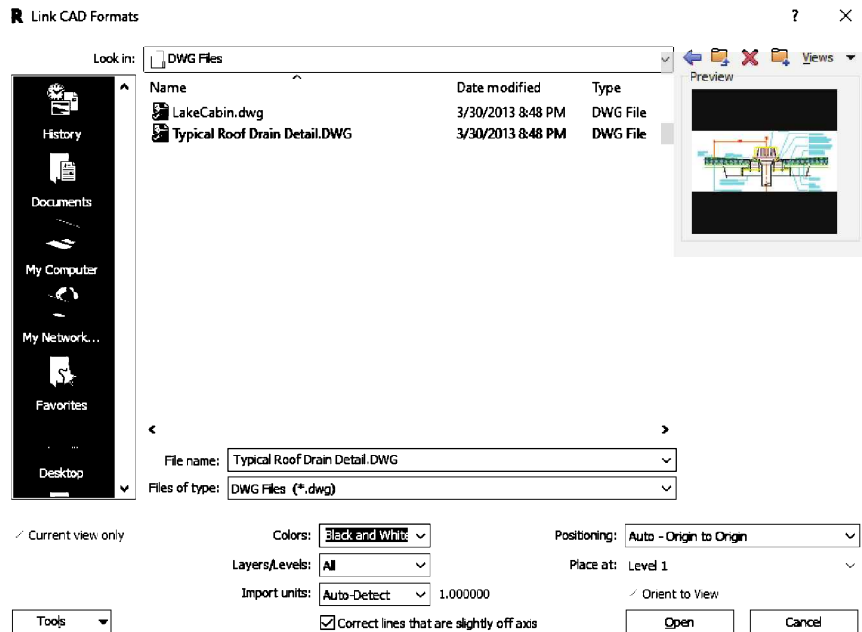 R Link CAD Formats ? ×
Look in: DWG Files Views
Preview
Name Date modified Type
LakeCabin.dwg 3/30/2013 8:48 PM DWG File
Typical Roof Drain Detail.DWG 3/30/2013 8:48 PM DWG File
History
Documents
My Computer
My Network...
Favorites
Desktop
File name: Typical Roof Drain Detail.DWG
Files of type: DWG Files (*.dwg)
Current view only
Colors: Black and White
Positioning: Auto - Origin to Origin
Layers/Levels: All
Place at: Level 1
Import units: Auto-Detect 1.000000
Orient to View
Correct lines that are slightly off axis
Tools
Open
Cancel